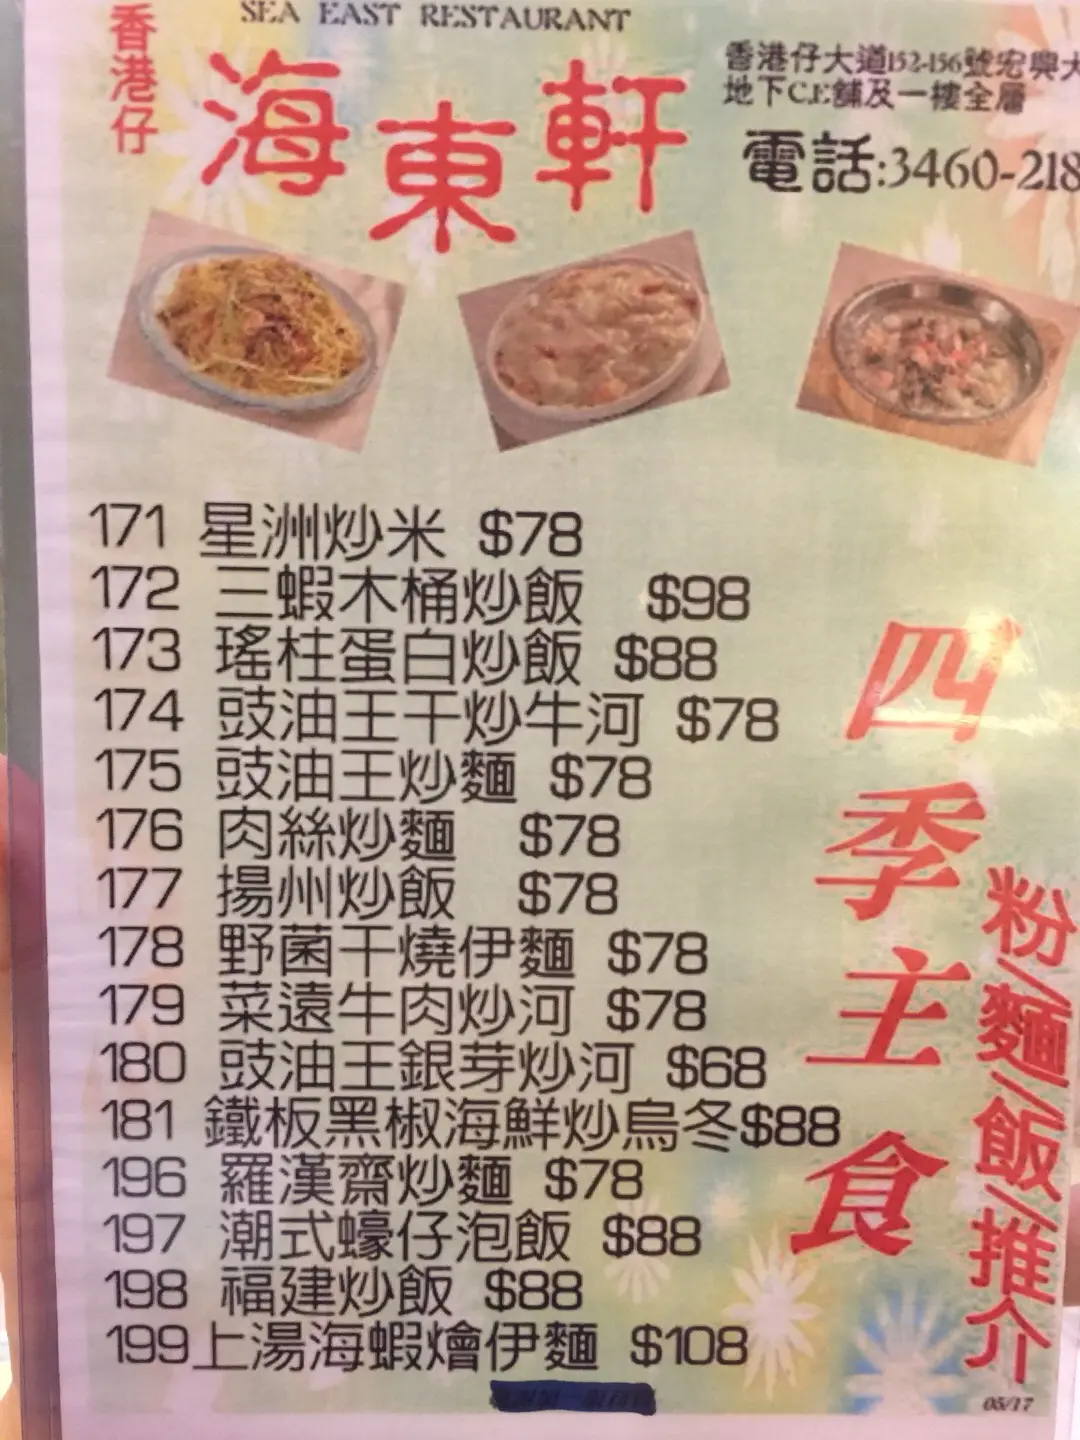 SEA EAST RESTAURANT
香港仔
海東軒
香港仔大道152-156號宏興大
地下C.E舖及一樓全層
電話:3460-218
171 星洲炒米 $78
172 三蝦木桶炒飯 $98
173 瑤柱蛋白炒飯 $88
174 豉油王干炒牛河 $78
175 豉油王炒麵 $78
176 肉絲炒麵 $78
177 揚州炒飯 $78
178 野菌干燒伊麵 $78
179 菜遠牛肉炒河 $78
180 豉油王銀芽炒河 $68
181 鐵板黑椒海鮮炒烏冬$88
196 羅漢齋炒麵 $78
197 潮式蠔仔泡飯 $88
198 福建炒飯 $88
199上湯海蝦燴伊麵 $108
四季主食
粉/麵/飯/推介
05/17